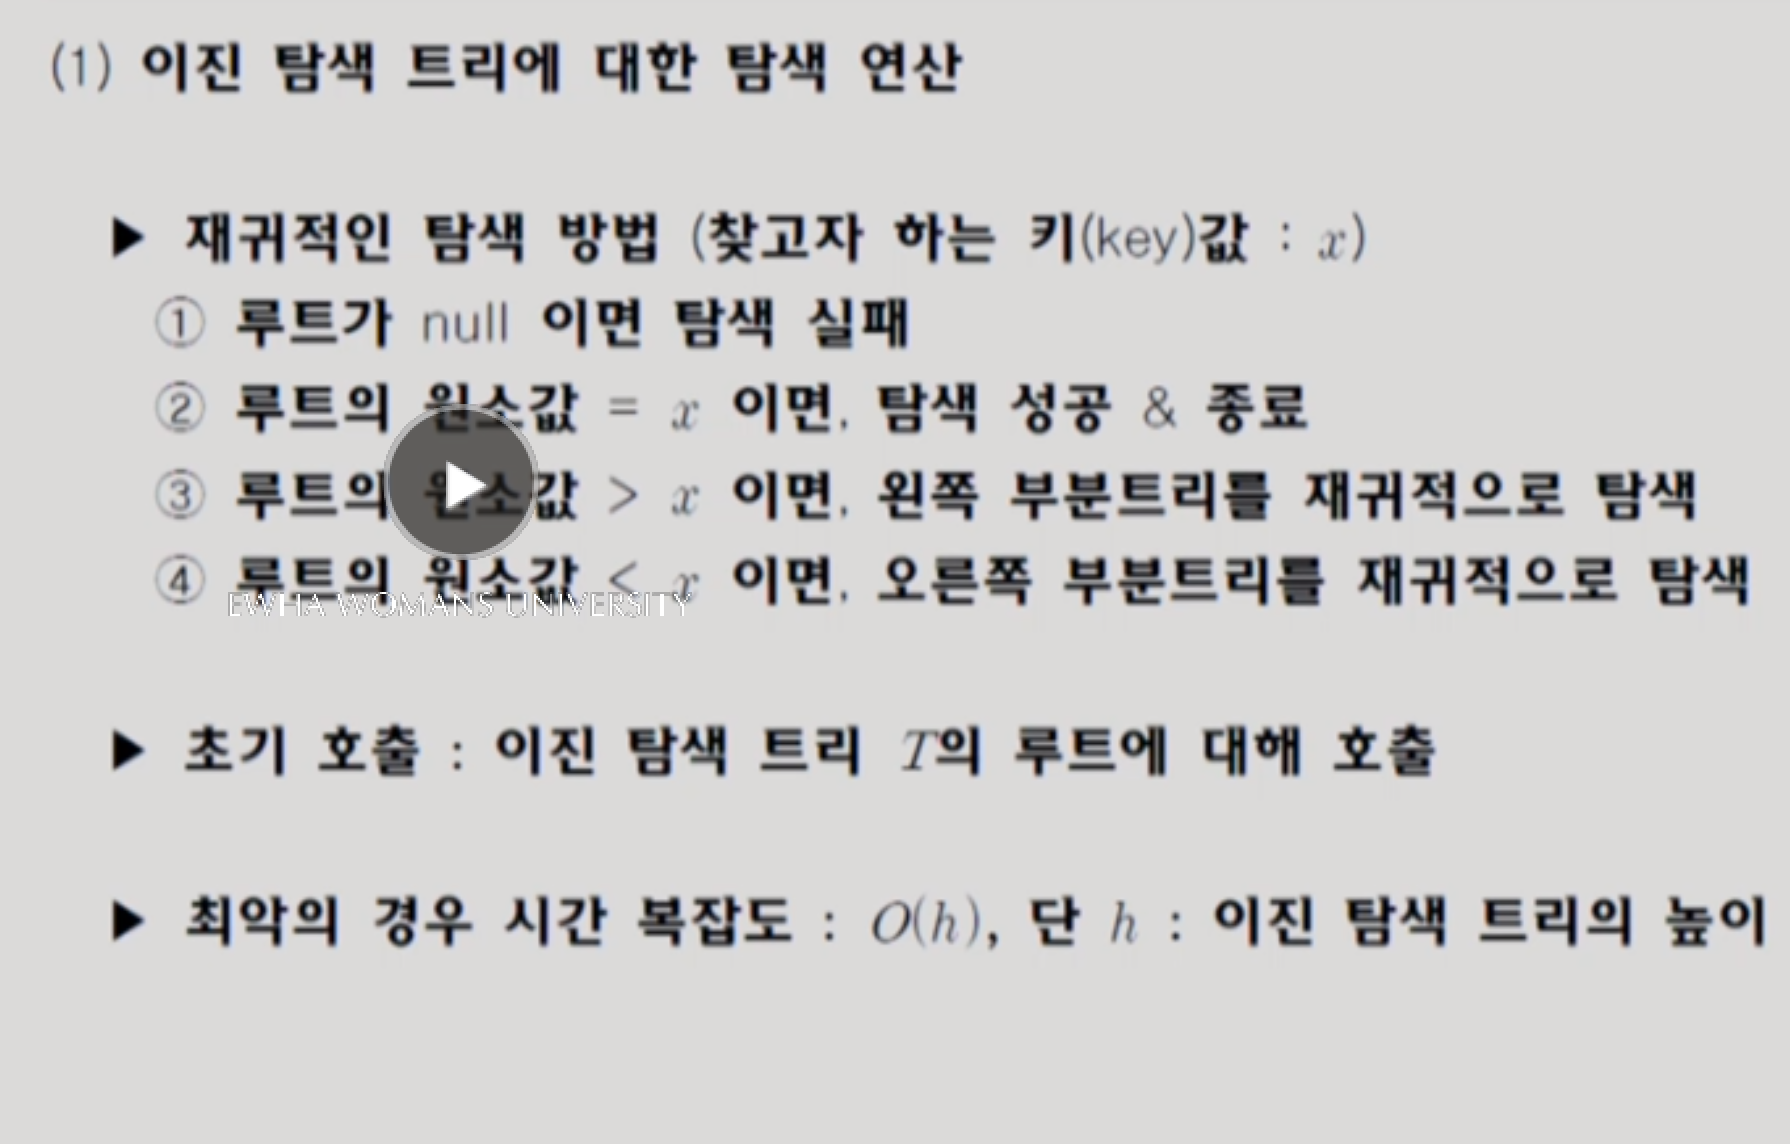 (1) 이진 탐색 트리에 대한 탐색 연산
▶ 재귀적인 탐색 방법 (찾고자 하는 키(key)값 : x)
① 루트가 null 이면 탐색 실패
② 루트의 원소값 = x 이면, 탐색 성공 & 종료
③ 루트의 원소값 > x 이면, 왼쪽 부분트리를 재귀적으로 탐색
④ 루트의 원소값 < x 이면, 오른쪽 부분트리를 재귀적으로 탐색
EWHA WOMANS UNIVERSITY
▶ 초기 호출 : 이진 탐색 트리 T의 루트에 대해 호출
▶ 최악의 경우 시간 복잡도 : O(h), 단 h : 이진 탐색 트리의 높이